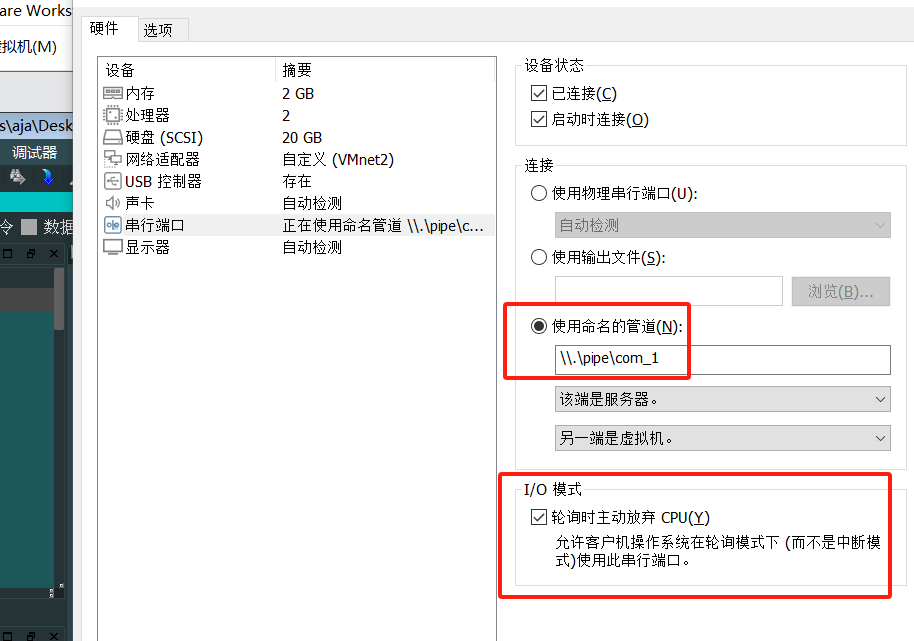 are Works
拟机(M)
s\aja\Desk
调试器
令
数据
硬件
选项
设备
摘要
内存
2 GB
处理器
2
硬盘 (SCSI)
20 GB
网络适配器
自定义 (VMnet2)
USB 控制器
存在
声卡
自动检测
串行端口
正在使用命名管道 \\.\pipe\c...
显示器
自动检测
设备状态
已连接(C)
启动时连接(O)
连接
使用物理串行端口(U):
自动检测
使用输出文件(S):
浏览(B)...
使用命名的管道(N):
\\.\pipe\com_1
该端是服务器。
另一端是虚拟机。
I/O 模式
轮询时主动放弃 CPU(Y)
允许客户机操作系统在轮询模式下 (而不是中断模
式)使用此串行端口。